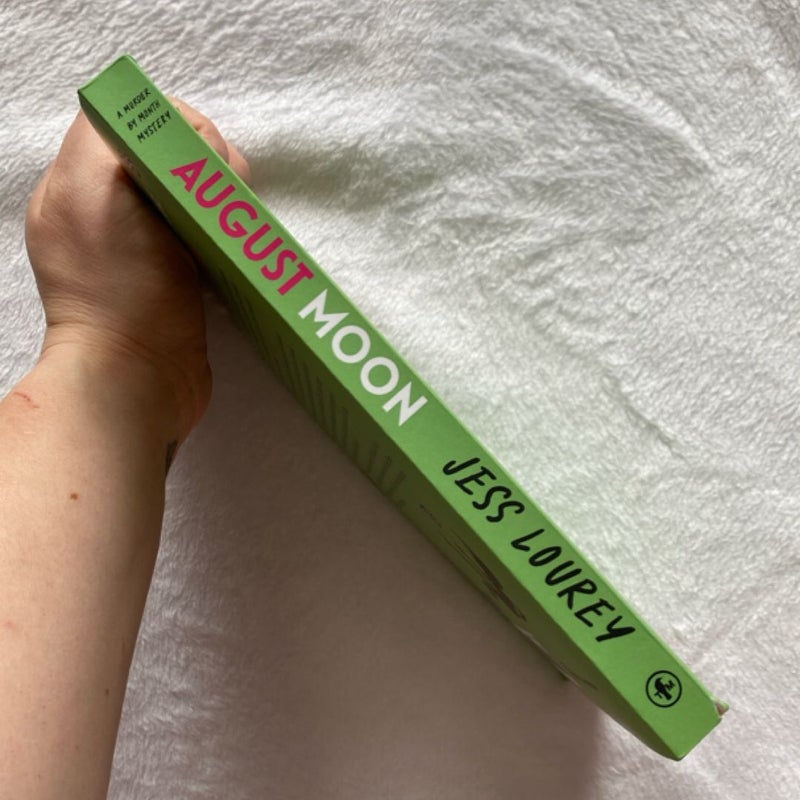 A MURDER
BY MONTH
MYSTERY
AUGUST MOON
JESS LOUREY